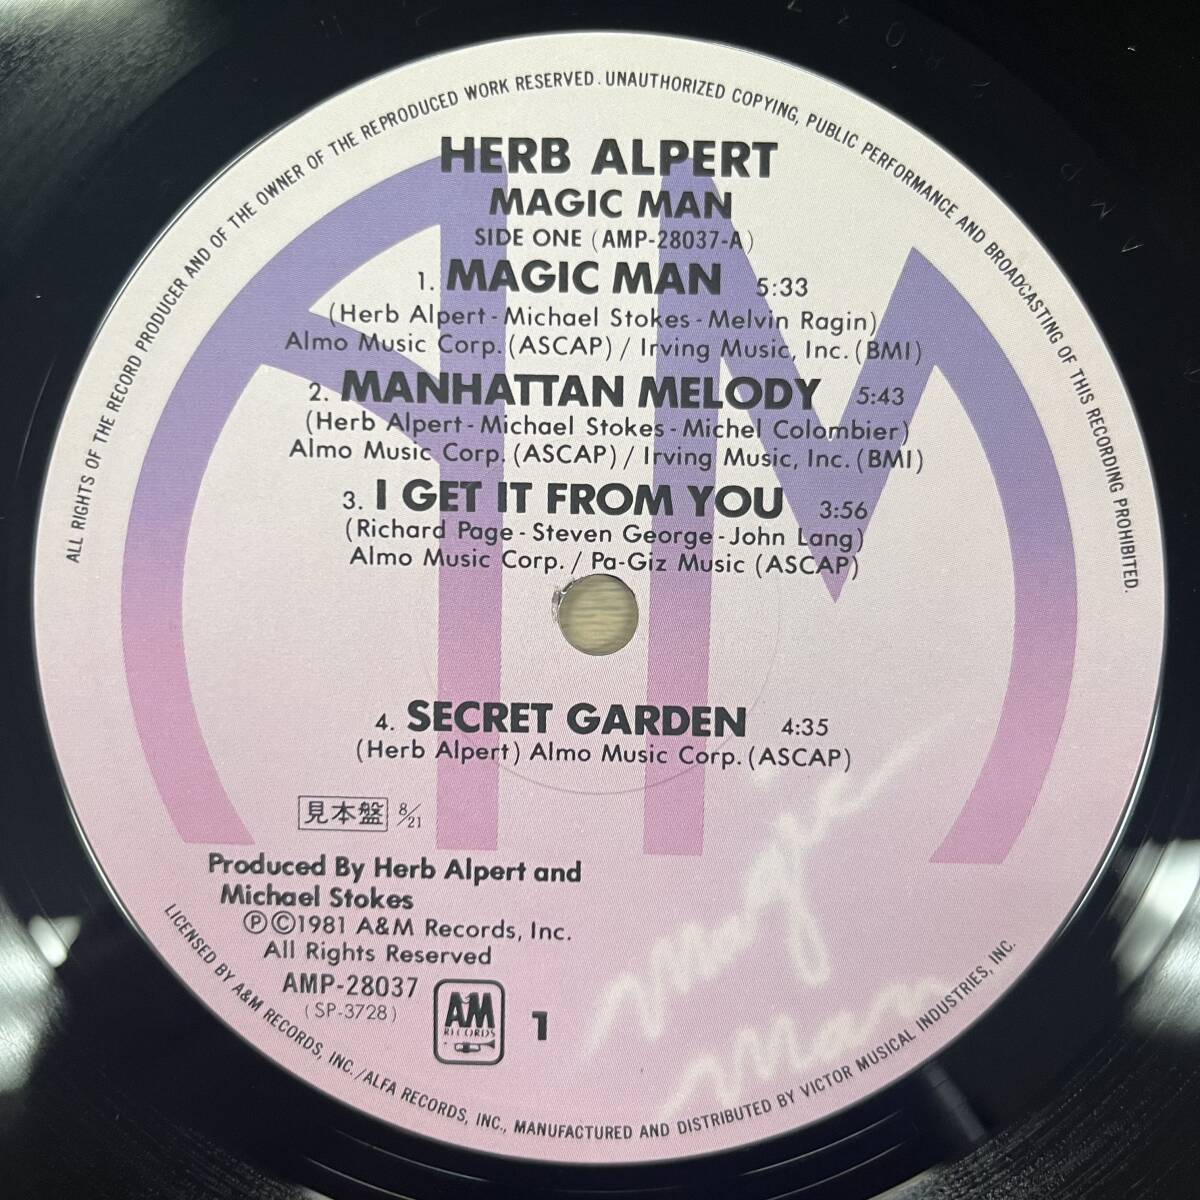 ALL RIGHTS OF THE RECORD PRODUCER AND OF THE OWNER OF THE REPRODUCED WORK RESERVED. UNAUTHORIZED COPYING, PUBLIC PERFORMANCE AND BROADCASTING OF THIS RECORDING PROHIBITED.
HERB ALPERT
MAGIC MAN
SIDE ONE (AMP-28037-A)
1. MAGIC MAN 5:33
(Herb Alpert - Michael Stokes - Melvin Ragin)
Almo Music Corp. (ASCAP) / Irving Music, Inc. (BMI)
2. MANHATTAN MELODY 5:43
(Herb Alpert - Michael Stokes - Michel Colombier)
Almo Music Corp. (ASCAP) / Irving Music, Inc. (BMI)
3. I GET IT FROM YOU 3:56
(Richard Page - Steven George - John Lang)
Almo Music Corp. / Pa-Giz Music (ASCAP)
4. SECRET GARDEN 4:35
(Herb Alpert) Almo Music Corp. (ASCAP)
見本盤 8/21
Produced By Herb Alpert and
Michael Stokes
ⓅⒸ1981 A&M Records, Inc.
All Rights Reserved
AMP-28037
(SP-3728)
A&M
RECORDS
1
Magic
Man
LICENSED BY A&M RECORDS, INC./ALFA RECORDS, INC., MANUFACTURED AND DISTRIBUTED BY VICTOR MUSICAL INDUSTRIES, INC.